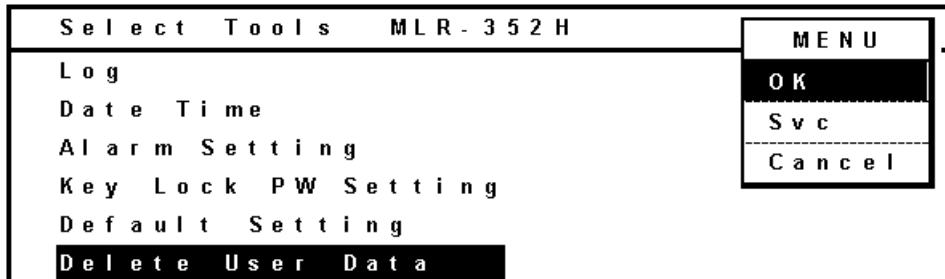 Select Tools MLR-352H
MENU
OK
Svc
Cancel
Log
Date Time
Alarm Setting
Key Lock PW Setting
Default Setting
Delete User Data